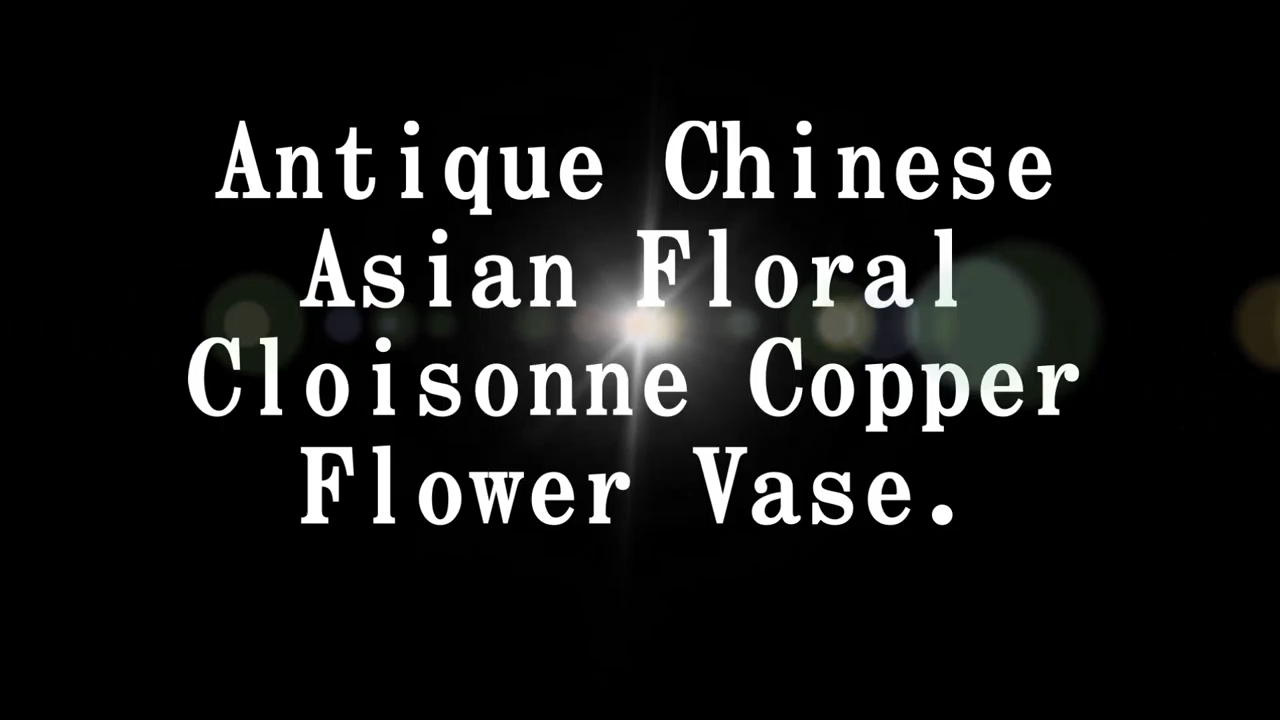 Antique Chinese
Asian Floral
Cloisonne Copper
Flower Vase.